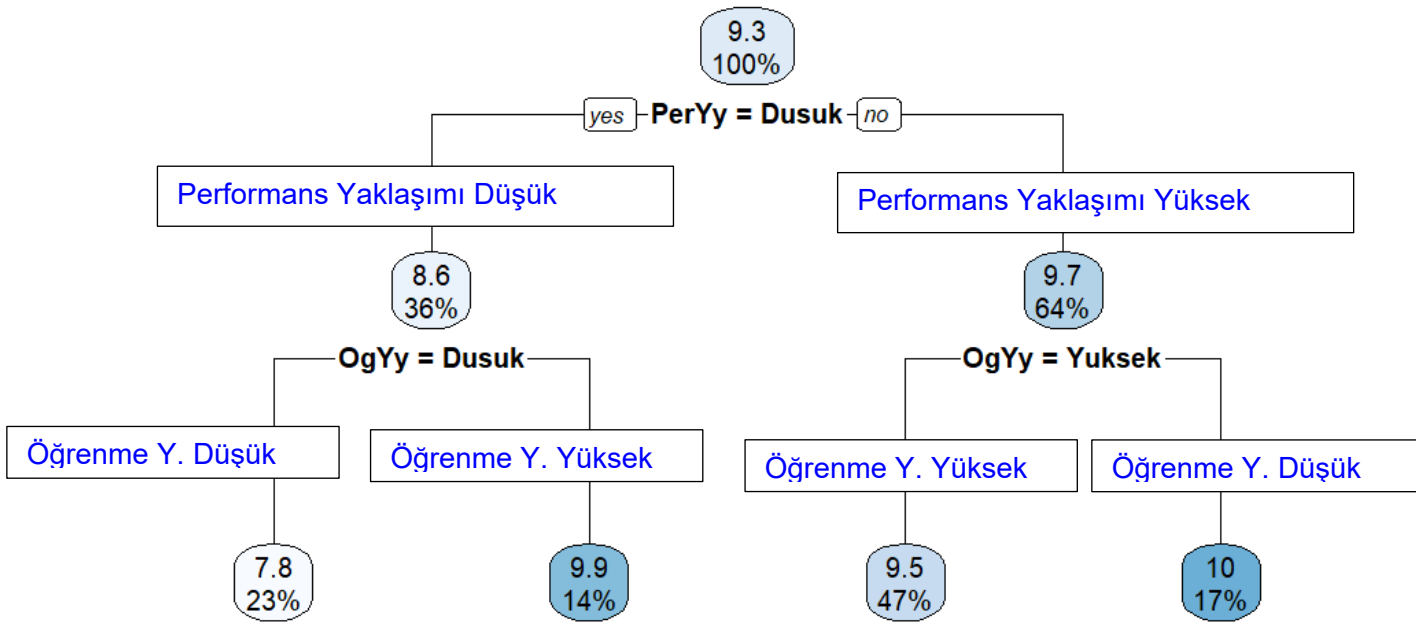 9.3
100%
yes PerYy = Dusuk no
Performans Yaklaşımı Düşük
Performans Yaklaşımı Yüksek
8.6
36%
9.7
64%
OgYy = Dusuk
OgYy = Yuksek
Öğrenme Y. Düşük
Öğrenme Y. Yüksek
Öğrenme Y. Yüksek
Öğrenme Y. Düşük
7.8
23%
9.9
14%
9.5
47%
10
17%